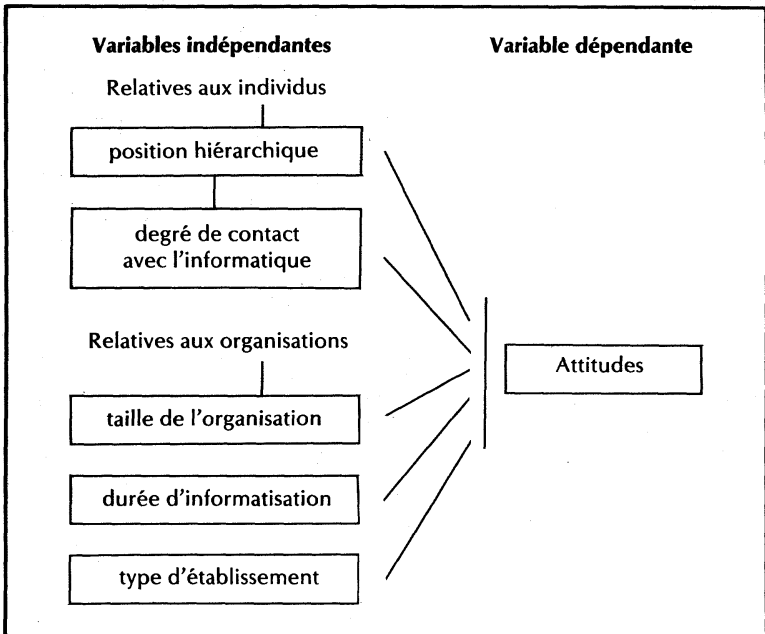 Variables indépendantes
Variable dépendante
Relatives aux individus
position hiérarchique
degré de contact
avec l'informatique
Relatives aux organisations
taille de l'organisation
durée d'informatisation
type d'établissement
Attitudes